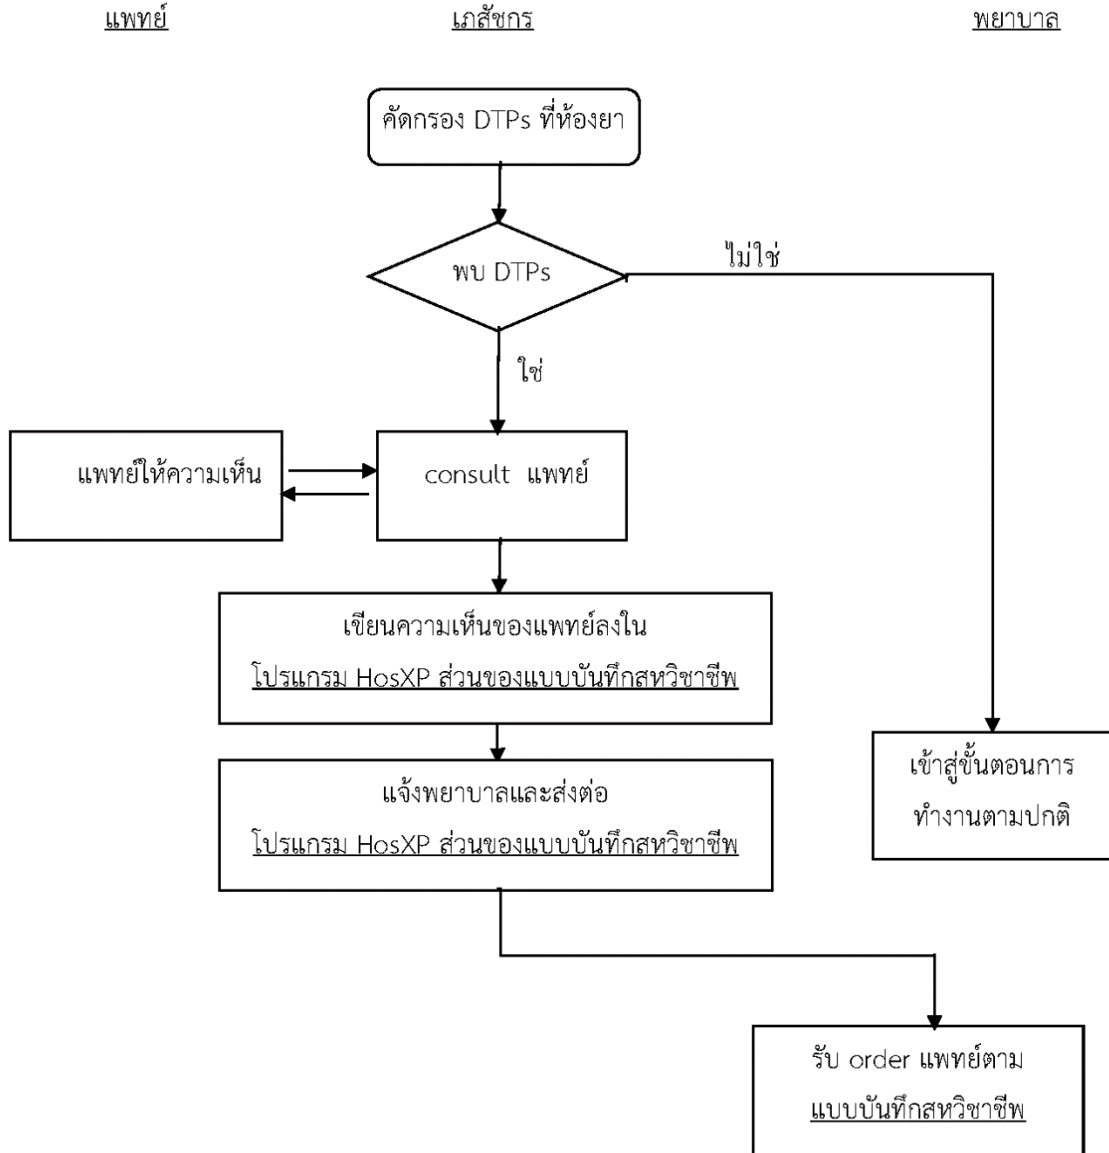 แพทย์
เภสัชกร
พยาบาล
คัดกรอง DTPs ที่ห้องยา
พบ DTPs
ไม่ใช่
ใช่
แพทย์ให้ความเห็น
consult แพทย์
เขียนความเห็นของแพทย์ลงใน
โปรแกรม HosXP ส่วนของแบบบันทึกสหวิชาชีพ
แจ้งพยาบาลและส่งต่อ
โปรแกรม HosXP ส่วนของแบบบันทึกสหวิชาชีพ
เข้าสู่ขั้นตอนการ
ทำงานตามปกติ
รับ order แพทย์ตาม
แบบบันทึกสหวิชาชีพ